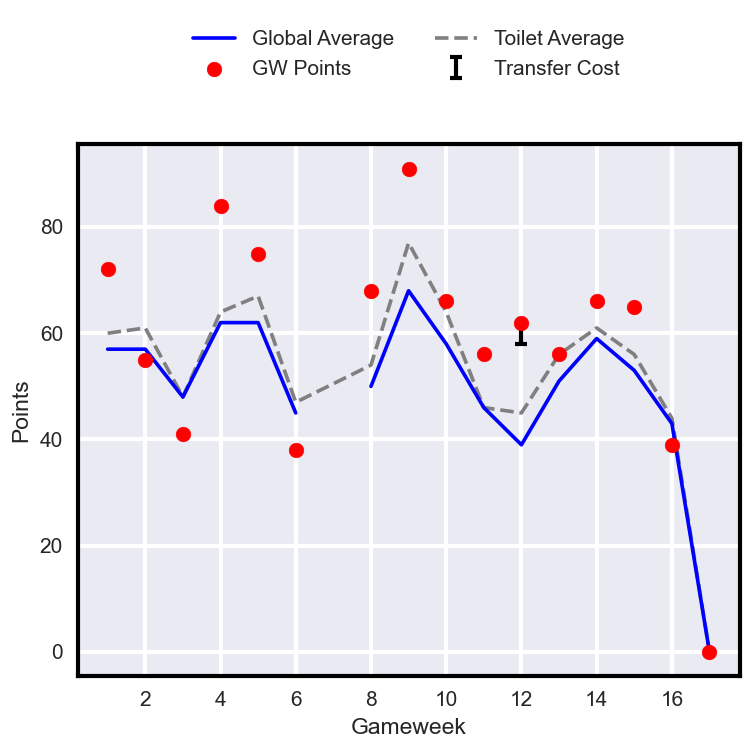 Global Average
Toilet Average
GW Points
Transfer Cost
80
60
40
20
0
Points
2 4 6 8 10 12 14 16
Gameweek